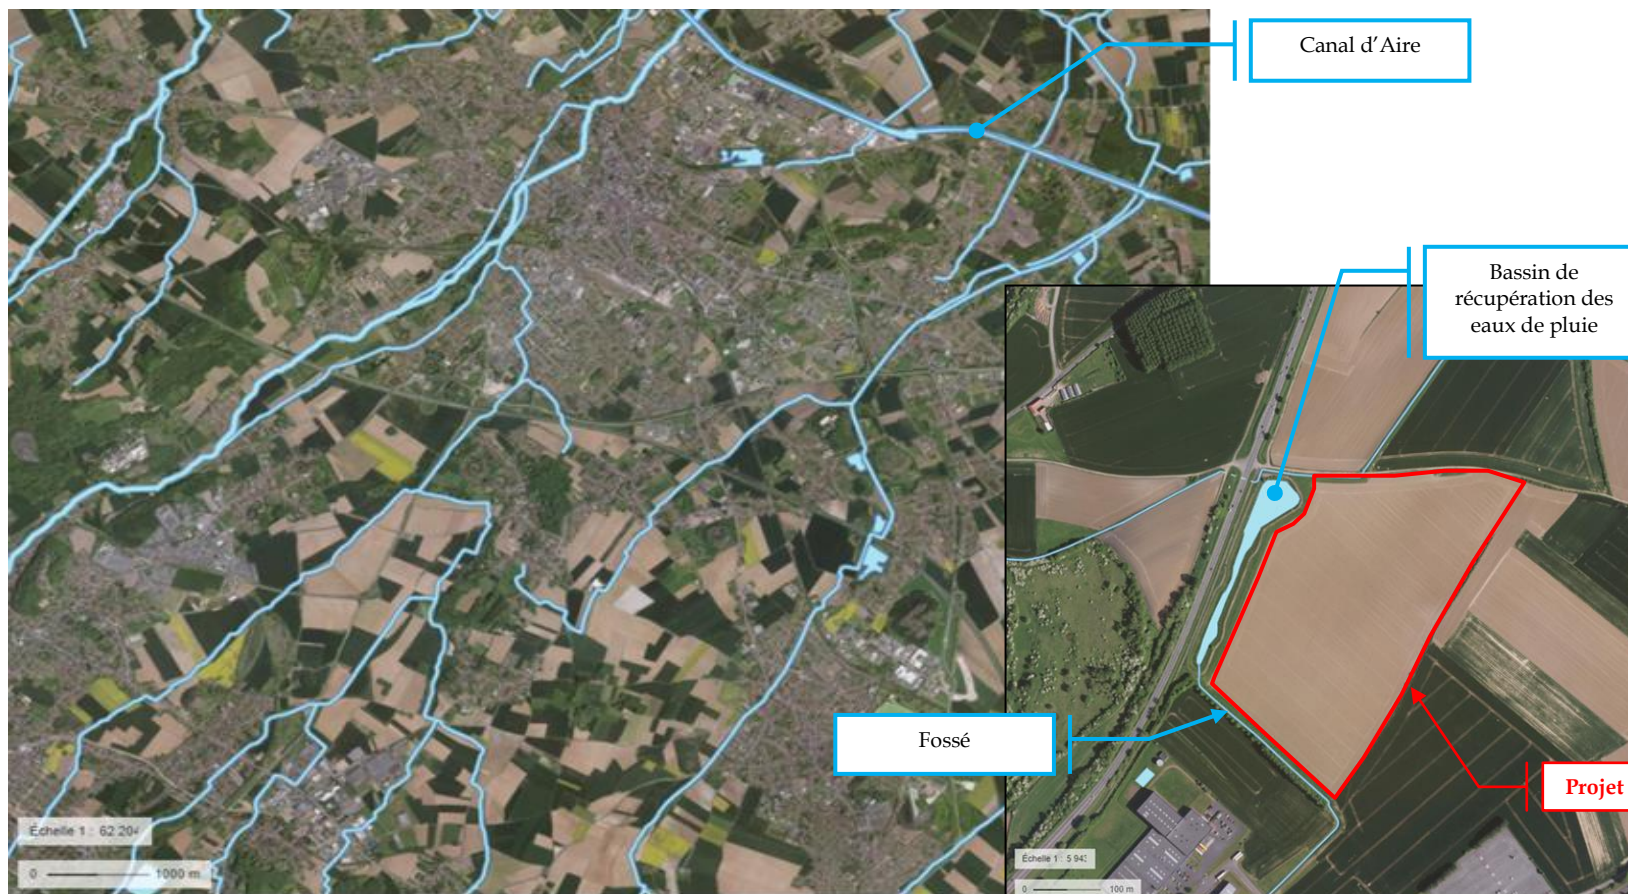 Canal d'Aire
Bassin de
récupération des
eaux de pluie
Fossé
Projet
Échelle 1 : 62 204
0 1000 m
Échelle 1 : 5 943
0 100 m